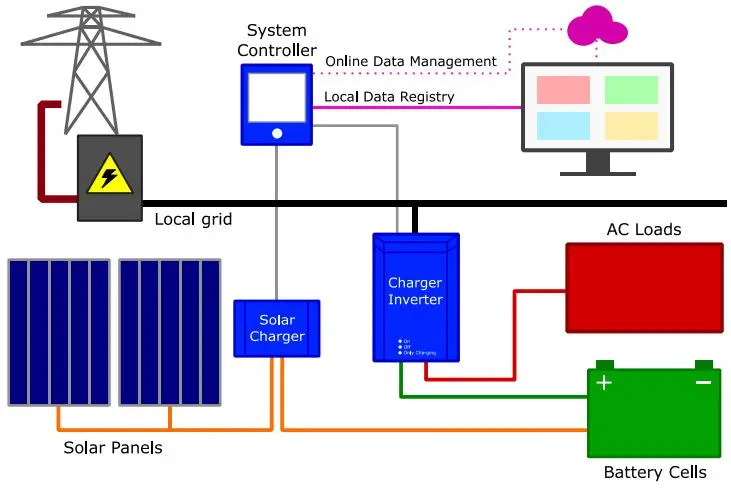 System
Controller
Online Data Management
Local Data Registry
Local grid
AC Loads
Charger
Inverter
On
Off
Only Charging
Solar
Charger
+ −
Solar Panels
Battery Cells